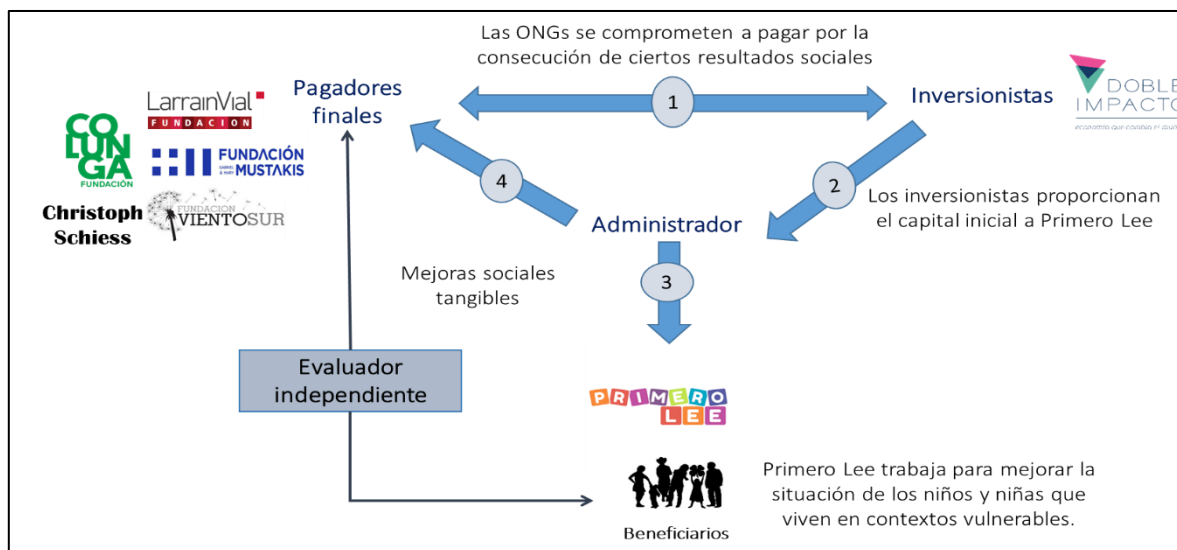 Las ONGs se comprometen a pagar por la
consecución de ciertos resultados sociales
Pagadores
finales
1
Inversionistas
DOBLE
IMPACTO
LarrainVial
FUNDACION
COLUNGA
FUNDACIÓN
FUNDACIÓN
MUSTAKIS
Christoph
Schiess
FUNDACION
VIENTOSUR
4
2
Los inversionistas proporcionan
el capital inicial a Primero Lee
Administrador
Mejoras sociales
tangibles
3
Evaluador
independiente
PRIMERO
LEE
Primero Lee trabaja para mejorar la
situación de los niños y niñas que
viven en contextos vulnerables.
Beneficiarios